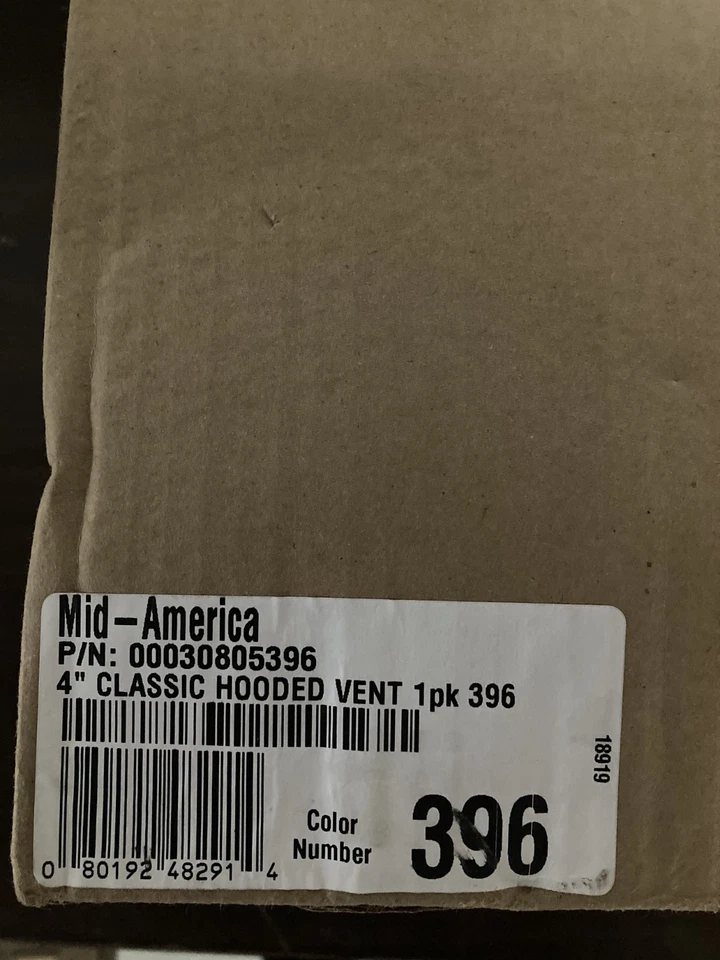 Mid-America
P/N: 00030805396
4" CLASSIC HOODED VENT 1pk 396
18919
Color
Number
396
0 80192 48291 4